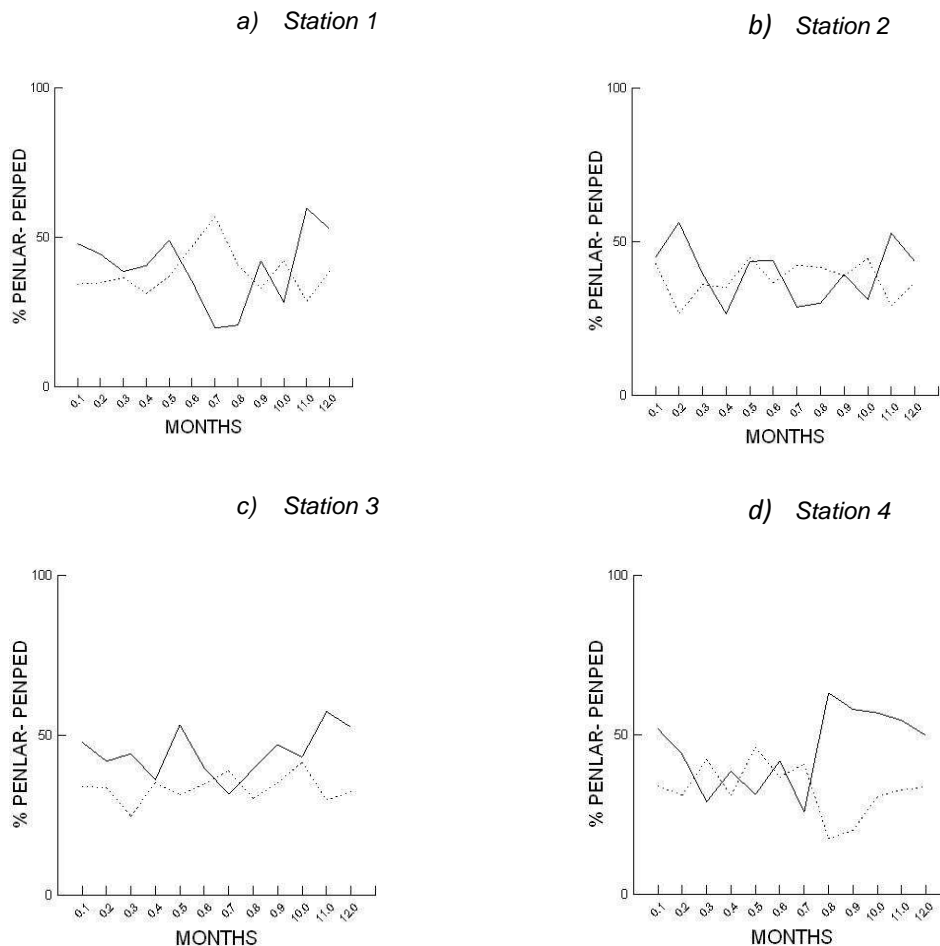 a) Station 1
100
50
0
% PENLAR- PENPED
0.1 0.2 0.3 0.4 0.5 0.6 0.7 0.8 0.9 10.0 11.0 12.0
MONTHS
b) Station 2
100
50
0
% PENLAR- PENPED
0.1 0.2 0.3 0.4 0.5 0.6 0.7 0.8 0.9 10.0 11.0 12.0
MONTHS
c) Station 3
100
50
0
% PENLAR- PENPED
0.1 0.2 0.3 0.4 0.5 0.6 0.7 0.8 0.9 10.0 11.0 12.0
MONTHS
d) Station 4
100
50
0
% PENLAR- PENPED
0.1 0.2 0.3 0.4 0.5 0.6 0.7 0.8 0.9 10.0 11.0 12.0
MONTHS